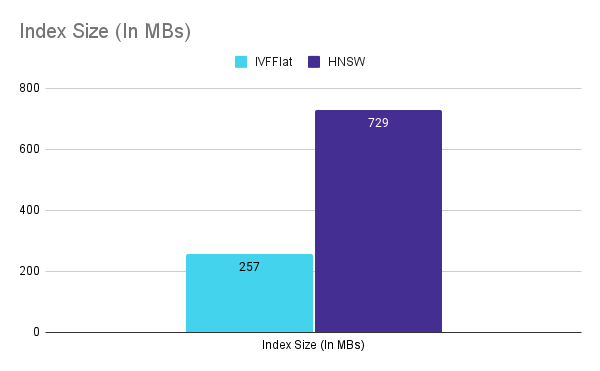 Index Size (In MBs)
IVFFlat HNSW
800
600
400
200
0
729
257
Index Size (In MBs)